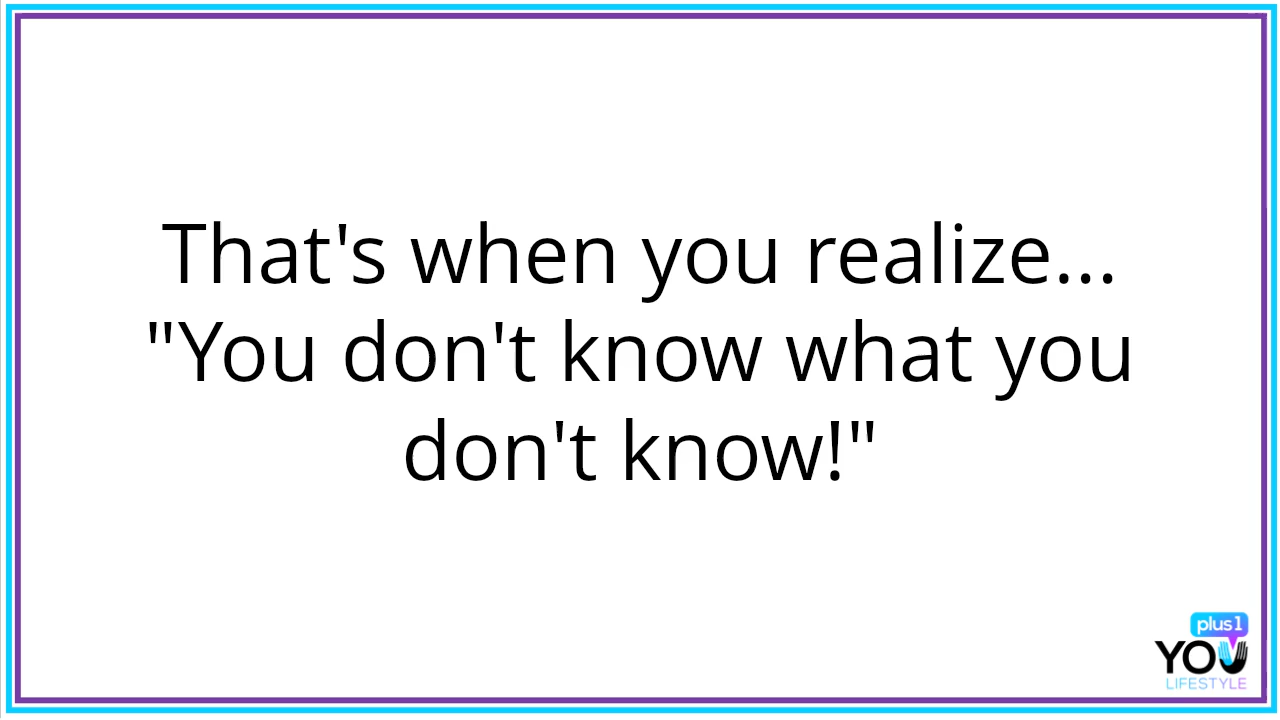 That's when you realize...
"You don't know what you
don't know!"
plus1
YOU
LIFESTYLE